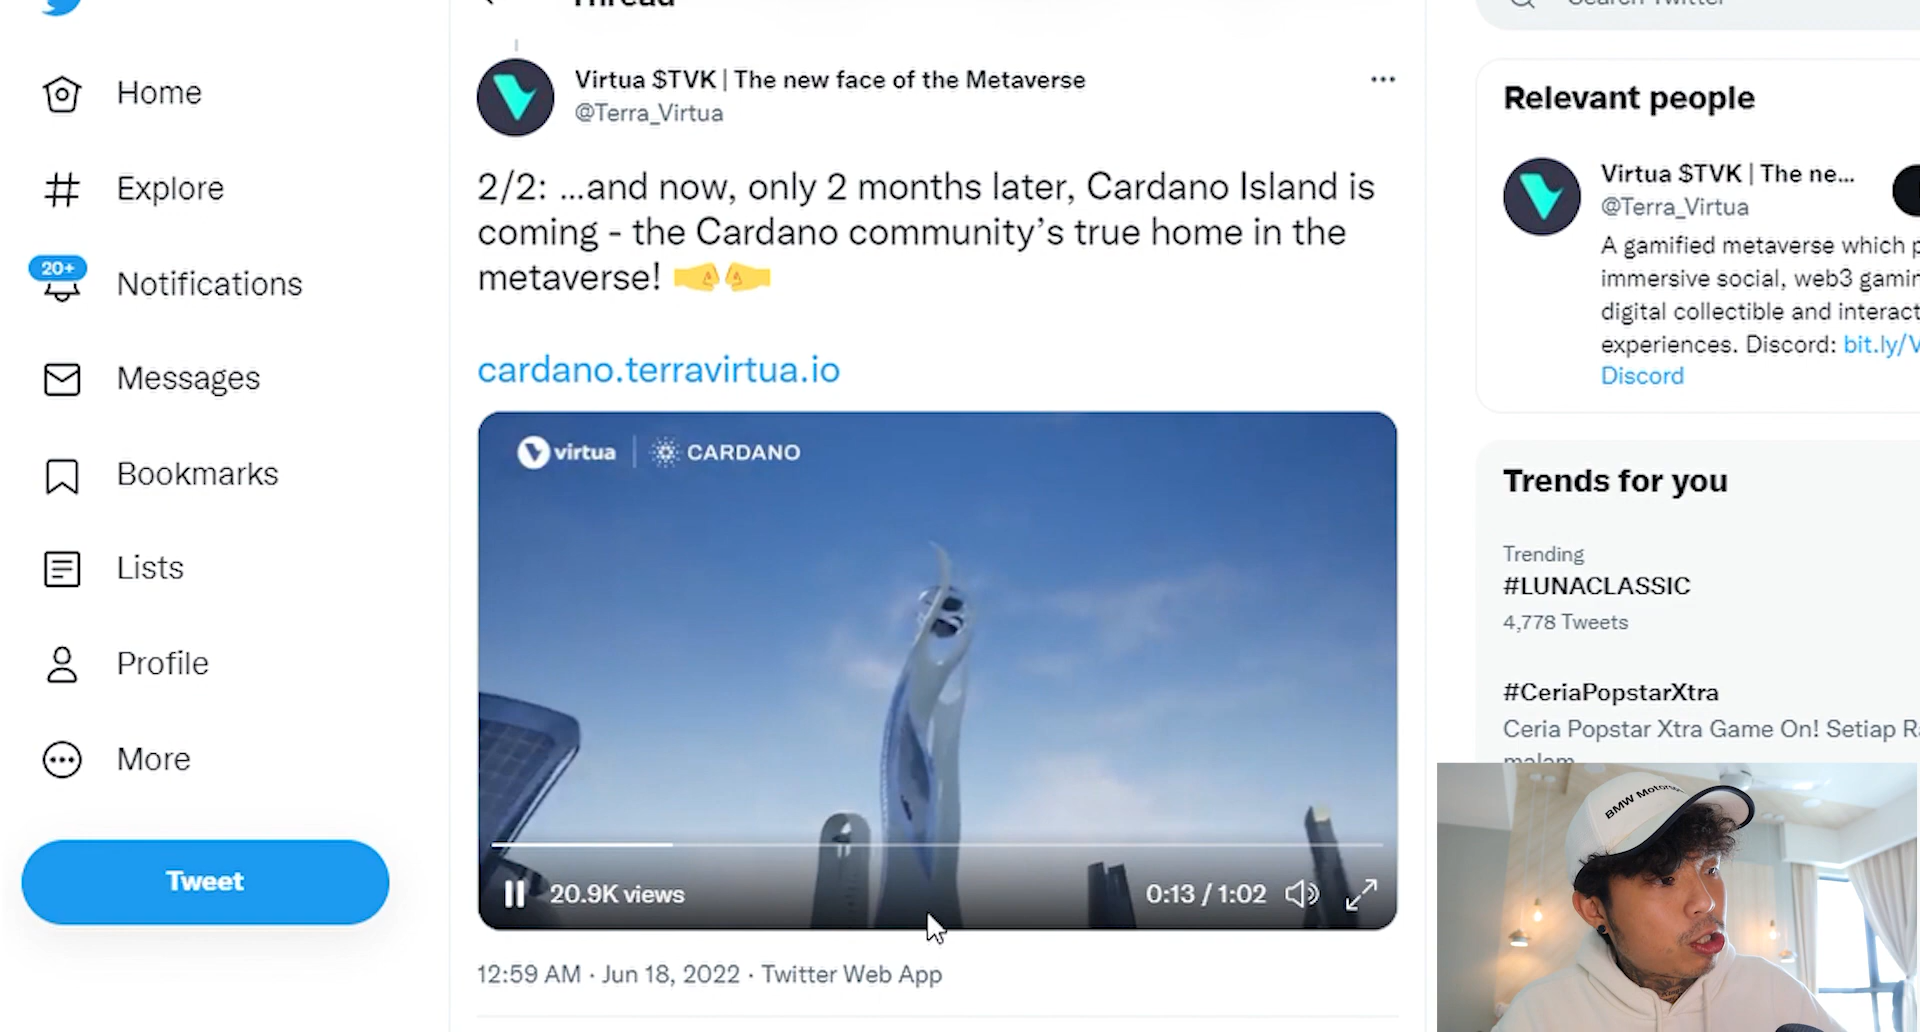 Thread
Search Twitter
Home
Explore
20+
Notifications
Messages
Bookmarks
Lists
Profile
More
Tweet
Virtua $TVK | The new face of the Metaverse
@Terra_Virtua
2/2: ...and now, only 2 months later, Cardano Island is
coming - the Cardano community’s true home in the
metaverse! 🤜🤛
cardano.terravirtua.io
virtua | CARDANO
20.9K views
0:13 / 1:02
12:59 AM · Jun 18, 2022 · Twitter Web App
Relevant people
Virtua $TVK | The ne...
@Terra_Virtua
A gamified metaverse which p
immersive social, web3 gamin
digital collectible and interact
experiences. Discord: bit.ly/V
Discord
Trends for you
Trending
#LUNACLASSIC
4,778 Tweets
#CeriaPopstarXtra
Ceria Popstar Xtra Game On! Setiap
malam
BMW